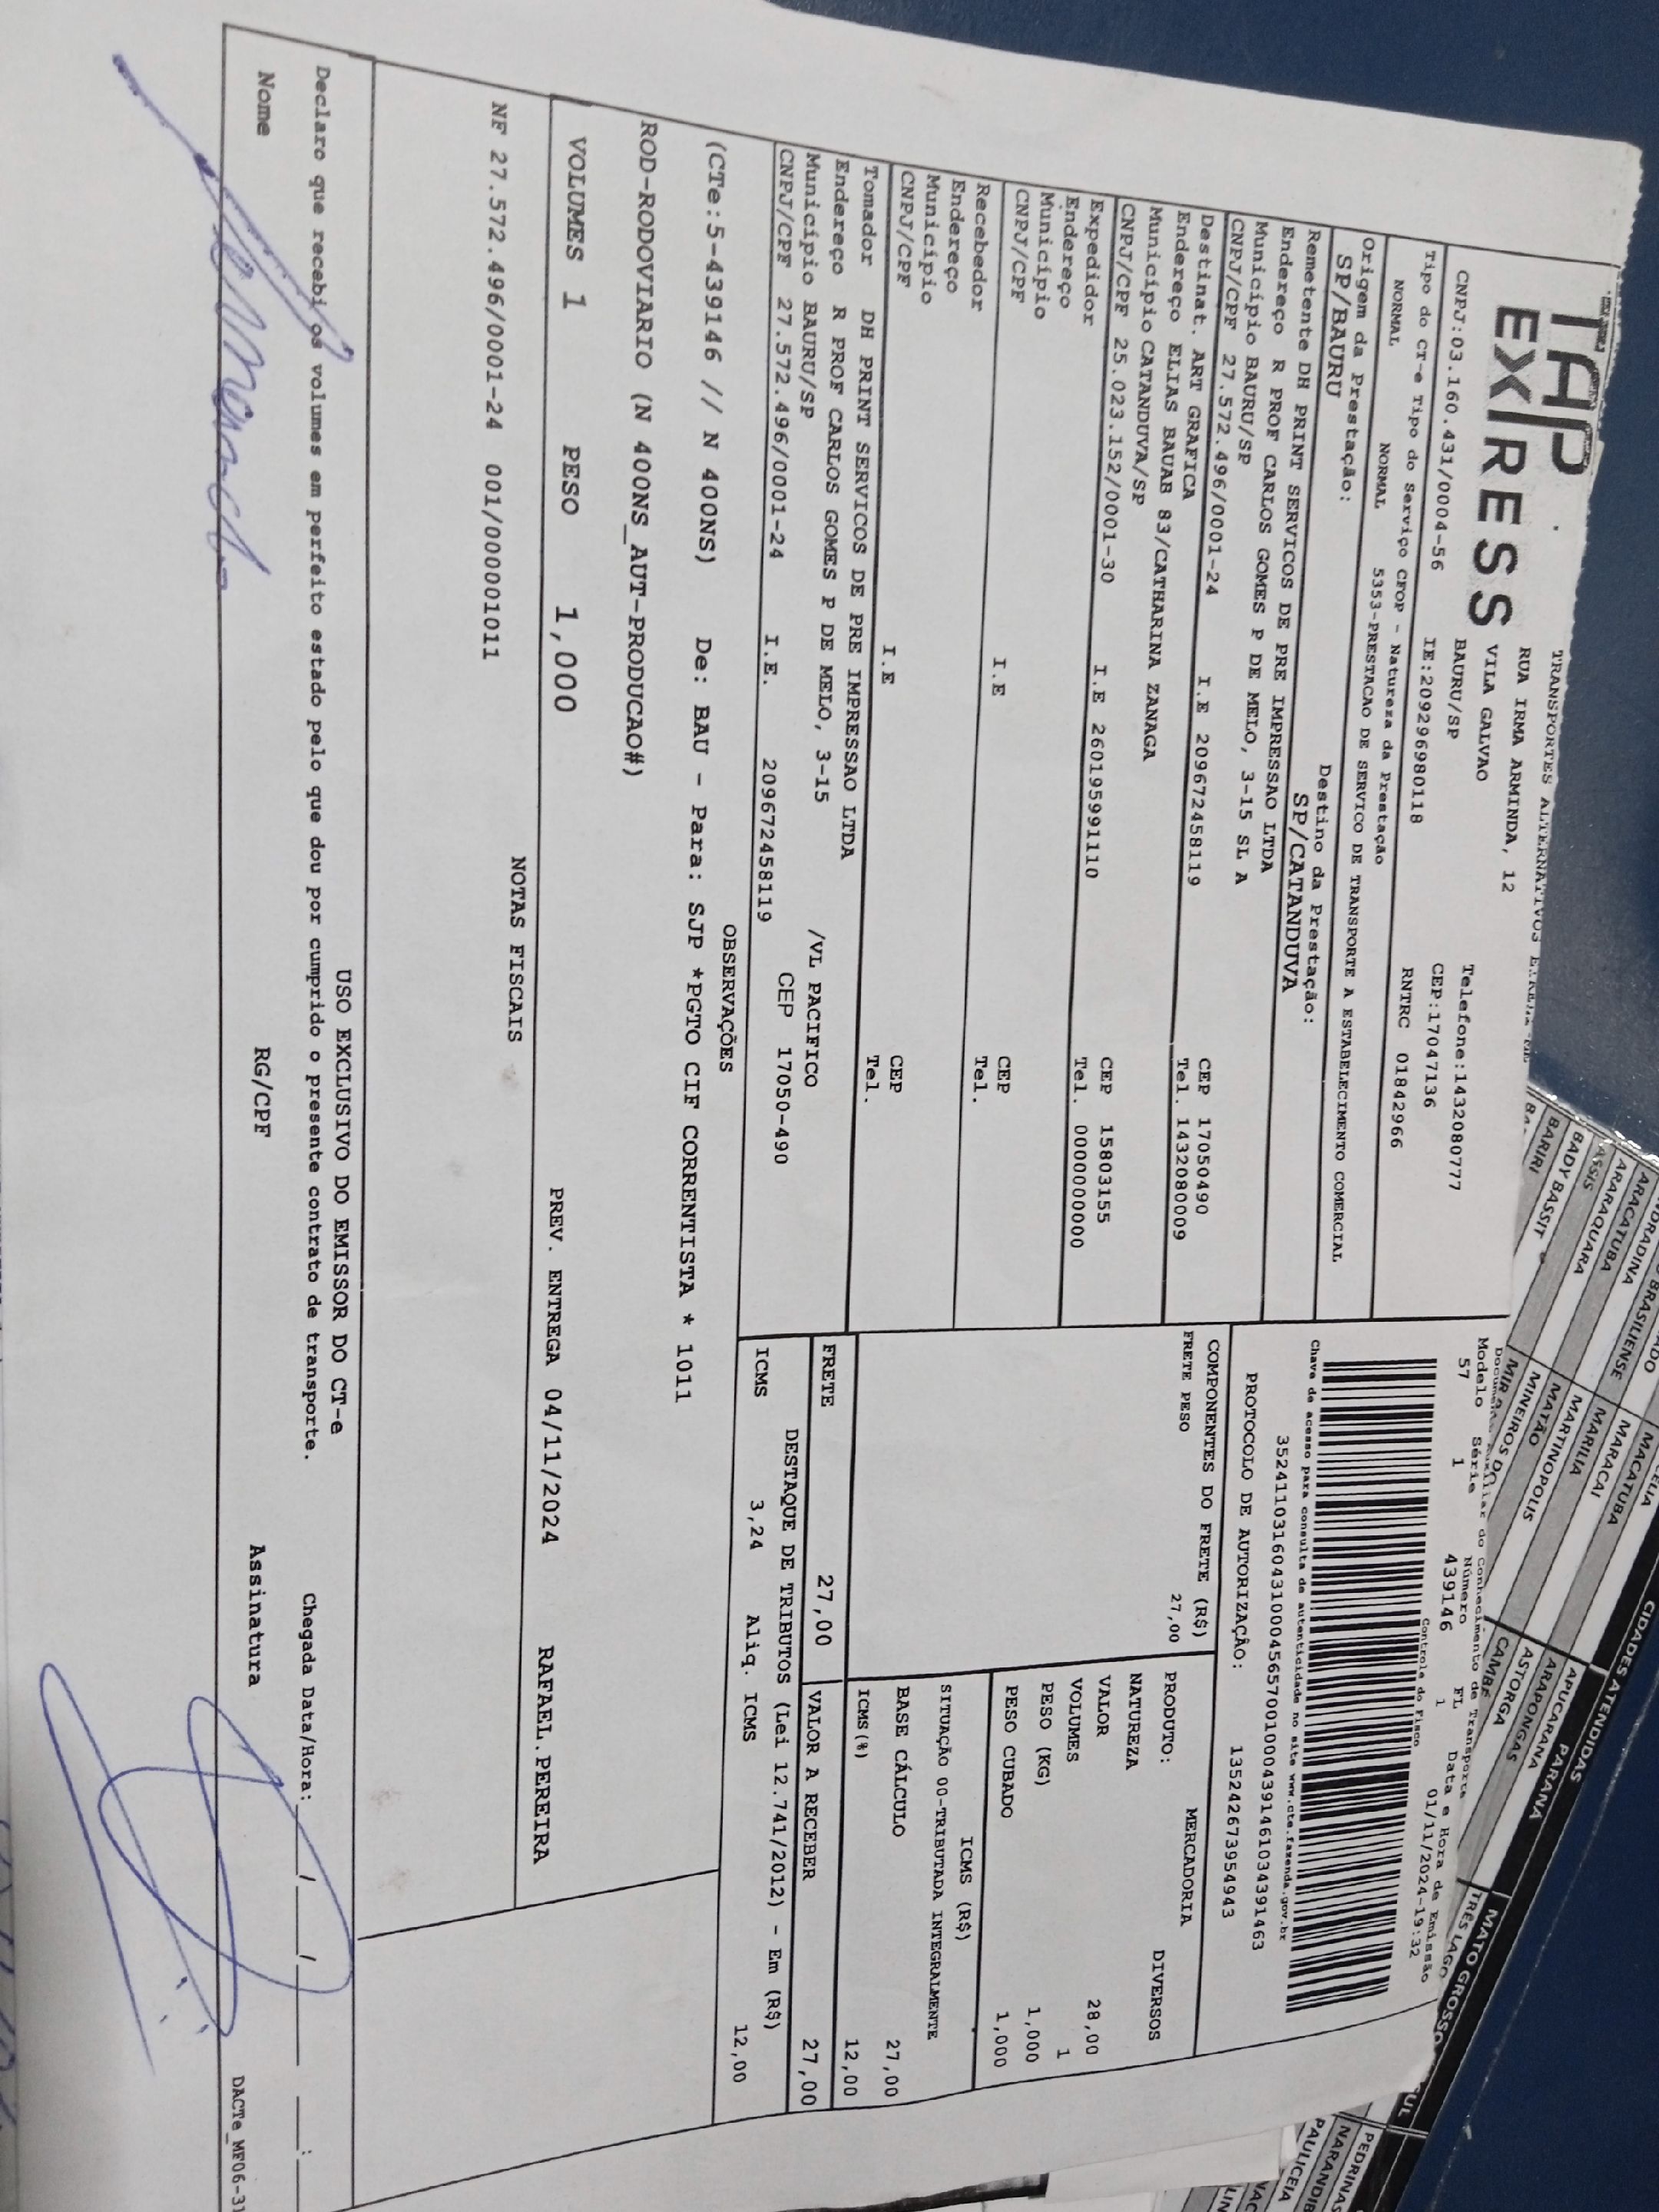 TAP
EXPRESS
TRANSPORTES ALTERNATIVOS
RUA IRMA ARMINDA, 12
VILA GALVAO
BAURU/SP
Telefone:1432080777
CNPJ:03.160.431/0004-56
IE:209296980118
CEP:17047136
RNTRC 01842966
Tipo do CT-e Tipo do Serviço CFOP - Natureza da Prestação
NORMAL NORMAL 5353-PRESTACAO DE SERVICO DE TRANSPORTE A ESTABELECIMENTO COMERCIAL
Origem da Prestação: Destino da Prestação:
SP/BAURU SP/CATANDUVA
Remetente DH PRINT SERVICOS DE PRE IMPRESSAO LTDA
Endereço R PROF CARLOS GOMES P DE MELO, 3-15 SL A
Município BAURU/SP CEP 17050490
CNPJ/CPF 27.572.496/0001-24 I.E 209672458119 Tel. 1432080009
Destinat. ART GRAFICA
Endereço ELIAS BAUAB 83/CATHARINA ZANAGA
Município CATANDUVA/SP CEP 15803155
CNPJ/CPF 25.023.152/0001-30 I.E 260195991110 Tel. 0000000000
Expedidor
Endereço
Município CEP
CNPJ/CPF I.E Tel.
Recebedor
Endereço
Município CEP
CNPJ/CPF I.E Tel.
Tomador DH PRINT SERVICOS DE PRE IMPRESSAO LTDA
Endereço R PROF CARLOS GOMES P DE MELO, 3-15 /VL PACIFICO
Município BAURU/SP CEP 17050-490
CNPJ/CPF 27.572.496/0001-24 I.E. 209672458119
Modelo Série Número FL Data e Hora de Emissão
57 1 439146 1 01/11/2024-19:32
Controle do Fisco
Chave de acesso para consulta de autenticidade no site www.cte.fazenda.gov.br
35241103160431000456570010004391461034391463
PROTOCOLO DE AUTORIZAÇÃO: 135242673954943
COMPONENTES DO FRETE (R$)
FRETE PESO 27,00
PRODUTO: MERCADORIA
NATUREZA DIVERSOS
VALOR 28,00
VOLUMES 1
PESO (KG) 1,000
PESO CUBADO 1,000
ICMS (R$)
SITUAÇÃO 00-TRIBUTADA INTEGRALMENTE
BASE CÁLCULO 27,00
ICMS(%) 12,00
FRETE 27,00 VALOR A RECEBER 27,00
DESTAQUE DE TRIBUTOS (Lei 12.741/2012) - Em (R$)
ICMS 3,24 Aliq. ICMS 12,00
OBSERVAÇÕES
(CTe:5-439146 // N 400NS) De: BAU - Para: SJP *PGTO CIF CORRENTISTA * 1011
ROD-RODOVIARIO (N 400NS_AUT-PRODUCAO#)
VOLUMES 1 PESO 1,000 PREV. ENTREGA 04/11/2024 RAFAEL.PEREIRA
NOTAS FISCAIS
NF 27.572.496/0001-24 001/000001011
USO EXCLUSIVO DO EMISSOR DO CT-e
Declaro que recebi os volumes em perfeito estado pelo que dou por cumprido o presente contrato de transporte. Chegada Data/Hora: ___/___/______ ___:___
Nome RG/CPF Assinatura
DACTe_MF06-31
CIDADES ATENDIDAS
PARANÁ
APUCARANA
ARAPONGAS
ASTORGA
CAMBÉ
MATO GROSSO
TRÊS LAGO
MACATUBA
MARACAI
MARILIA
MARTINOPOLIS
MATÃO
MINEIROS D
BRASILIENSE
ARACATUBA
ARARAQUARA
ASSIS
BADY BASSIT
BARIRI
PAULICEIA